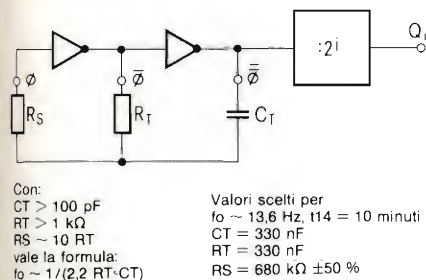 :2ⁱ
Qᵢ
ϕ
ϕ̅
ϕ̿
RS
RT
CT
Con:
CT > 100 pF
RT > 1 kΩ
RS ~ 10 RT
vale la formula:
fo ~ 1/(2,2 RT·CT)
Valori scelti per
fo ~ 13,6 Hz, t14 = 10 minuti
CT = 330 nF
RT = 330 nF
RS = 680 kΩ ±50 %